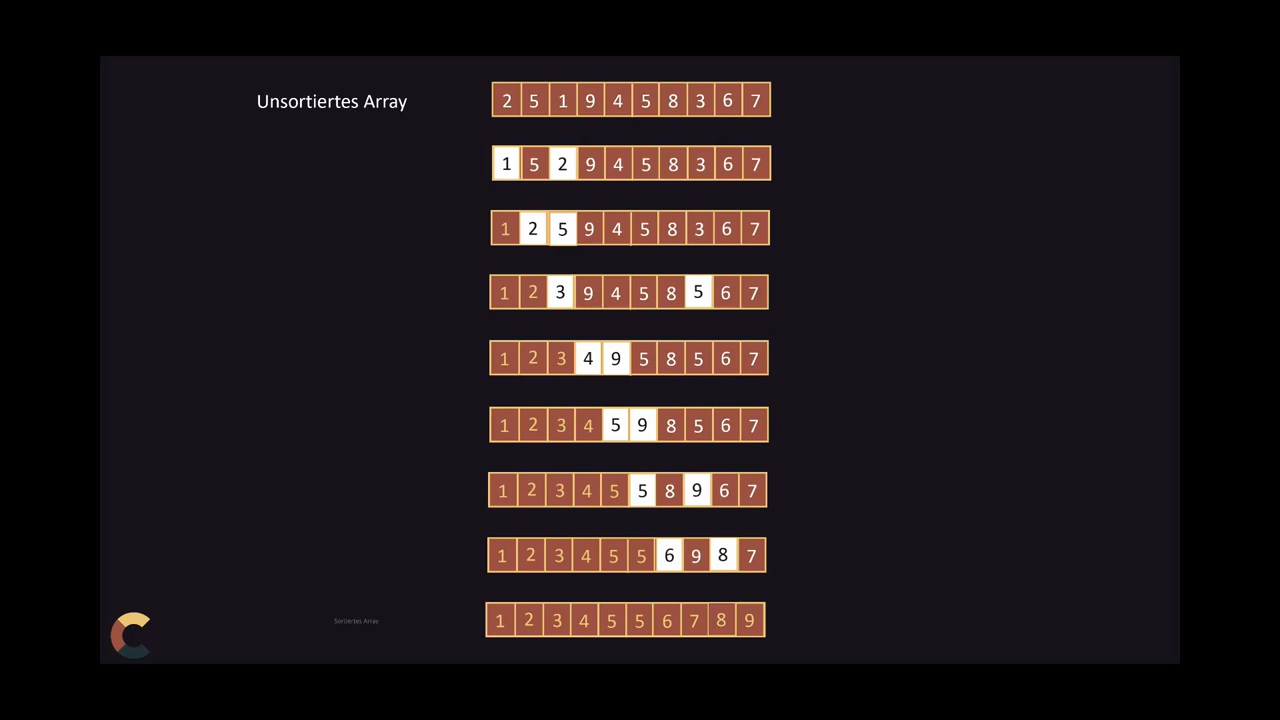 Unsortiertes Array 2 5 1 9 4 5 8 3 6 7
1 5 2 9 4 5 8 3 6 7
1 2 5 9 4 5 8 3 6 7
1 2 3 9 4 5 8 5 6 7
1 2 3 4 9 5 8 5 6 7
1 2 3 4 5 9 8 5 6 7
1 2 3 4 5 5 8 9 6 7
1 2 3 4 5 5 6 9 8 7
Sortiertes Array 1 2 3 4 5 5 6 7 8 9